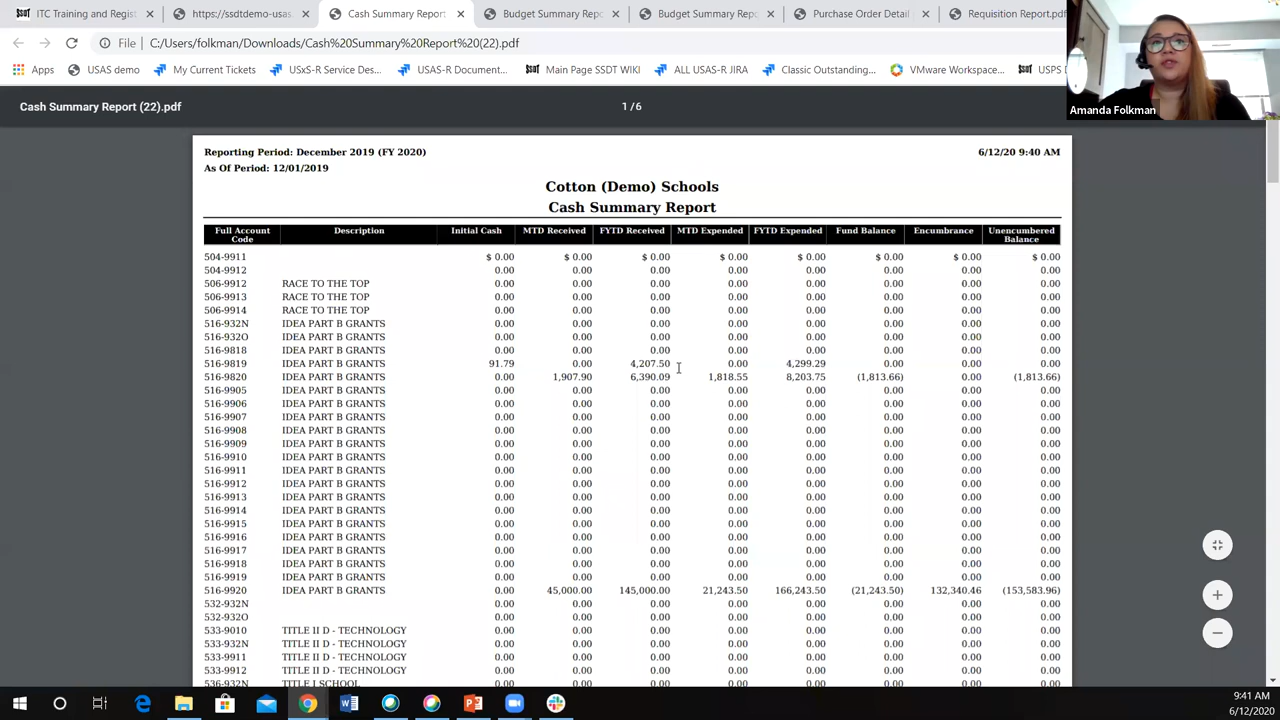 ITC Training and Regist
https://ssdtdemo-usas.
Cash Summary Report
Budget Summary Repo
Budget Summary Repo
Purchase Order Detail
Requisition Report.pdf
File C:/Users/folkman/Downloads/Cash%20Summary%20Report%20(22).pdf
Apps USAS demo My Current Tickets USxS-R Service Des... USAS-R Document... SSDT Main Page SSDT WIKI ALL USAS-R JIRA Classic Outstanding... VMware Workspace... SSDT USPS D
Amanda Folkman
Cash Summary Report (22).pdf 1/6
Reporting Period: December 2019 (FY 2020) 6/12/20 9:40 AM
As Of Period: 12/01/2019
Cotton (Demo) Schools
Cash Summary Report
Full Account Code Description Initial Cash MTD Received FYTD Received MTD Expended FYTD Expended Fund Balance Encumbrance Unencumbered Balance
504-9911 $ 0.00 $ 0.00 $ 0.00 $ 0.00 $ 0.00 $ 0.00 $ 0.00 $ 0.00
504-9912 0.00 0.00 0.00 0.00 0.00 0.00 0.00 0.00
506-9912 RACE TO THE TOP 0.00 0.00 0.00 0.00 0.00 0.00 0.00 0.00
506-9913 RACE TO THE TOP 0.00 0.00 0.00 0.00 0.00 0.00 0.00 0.00
506-9914 RACE TO THE TOP 0.00 0.00 0.00 0.00 0.00 0.00 0.00 0.00
516-932N IDEA PART B GRANTS 0.00 0.00 0.00 0.00 0.00 0.00 0.00 0.00
516-932O IDEA PART B GRANTS 0.00 0.00 0.00 0.00 0.00 0.00 0.00 0.00
516-9818 IDEA PART B GRANTS 0.00 0.00 0.00 0.00 0.00 0.00 0.00 0.00
516-9819 IDEA PART B GRANTS 91.79 0.00 4,207.50 0.00 4,299.29 0.00 0.00 0.00
516-9820 IDEA PART B GRANTS 0.00 1,907.90 6,390.09 1,818.55 8,203.75 (1,813.66) 0.00 (1,813.66)
516-9905 IDEA PART B GRANTS 0.00 0.00 0.00 0.00 0.00 0.00 0.00 0.00
516-9906 IDEA PART B GRANTS 0.00 0.00 0.00 0.00 0.00 0.00 0.00 0.00
516-9907 IDEA PART B GRANTS 0.00 0.00 0.00 0.00 0.00 0.00 0.00 0.00
516-9908 IDEA PART B GRANTS 0.00 0.00 0.00 0.00 0.00 0.00 0.00 0.00
516-9909 IDEA PART B GRANTS 0.00 0.00 0.00 0.00 0.00 0.00 0.00 0.00
516-9910 IDEA PART B GRANTS 0.00 0.00 0.00 0.00 0.00 0.00 0.00 0.00
516-9911 IDEA PART B GRANTS 0.00 0.00 0.00 0.00 0.00 0.00 0.00 0.00
516-9912 IDEA PART B GRANTS 0.00 0.00 0.00 0.00 0.00 0.00 0.00 0.00
516-9913 IDEA PART B GRANTS 0.00 0.00 0.00 0.00 0.00 0.00 0.00 0.00
516-9914 IDEA PART B GRANTS 0.00 0.00 0.00 0.00 0.00 0.00 0.00 0.00
516-9915 IDEA PART B GRANTS 0.00 0.00 0.00 0.00 0.00 0.00 0.00 0.00
516-9916 IDEA PART B GRANTS 0.00 0.00 0.00 0.00 0.00 0.00 0.00 0.00
516-9917 IDEA PART B GRANTS 0.00 0.00 0.00 0.00 0.00 0.00 0.00 0.00
516-9918 IDEA PART B GRANTS 0.00 0.00 0.00 0.00 0.00 0.00 0.00 0.00
516-9919 IDEA PART B GRANTS 0.00 0.00 0.00 0.00 0.00 0.00 0.00 0.00
516-9920 IDEA PART B GRANTS 0.00 45,000.00 145,000.00 21,243.50 166,243.50 (21,243.50) 132,340.46 (153,583.96)
532-932N 0.00 0.00 0.00 0.00 0.00 0.00 0.00 0.00
532-932O 0.00 0.00 0.00 0.00 0.00 0.00 0.00 0.00
533-9010 TITLE II D - TECHNOLOGY 0.00 0.00 0.00 0.00 0.00 0.00 0.00 0.00
533-932N TITLE II D - TECHNOLOGY 0.00 0.00 0.00 0.00 0.00 0.00 0.00 0.00
533-9911 TITLE II D - TECHNOLOGY 0.00 0.00 0.00 0.00 0.00 0.00 0.00 0.00
533-9912 TITLE II D - TECHNOLOGY 0.00 0.00 0.00 0.00 0.00 0.00 0.00 0.00
536-932N TITLE I SCHOOL 0.00 0.00 0.00 0.00 0.00 0.00 0.00 0.00
9:41 AM
6/12/2020